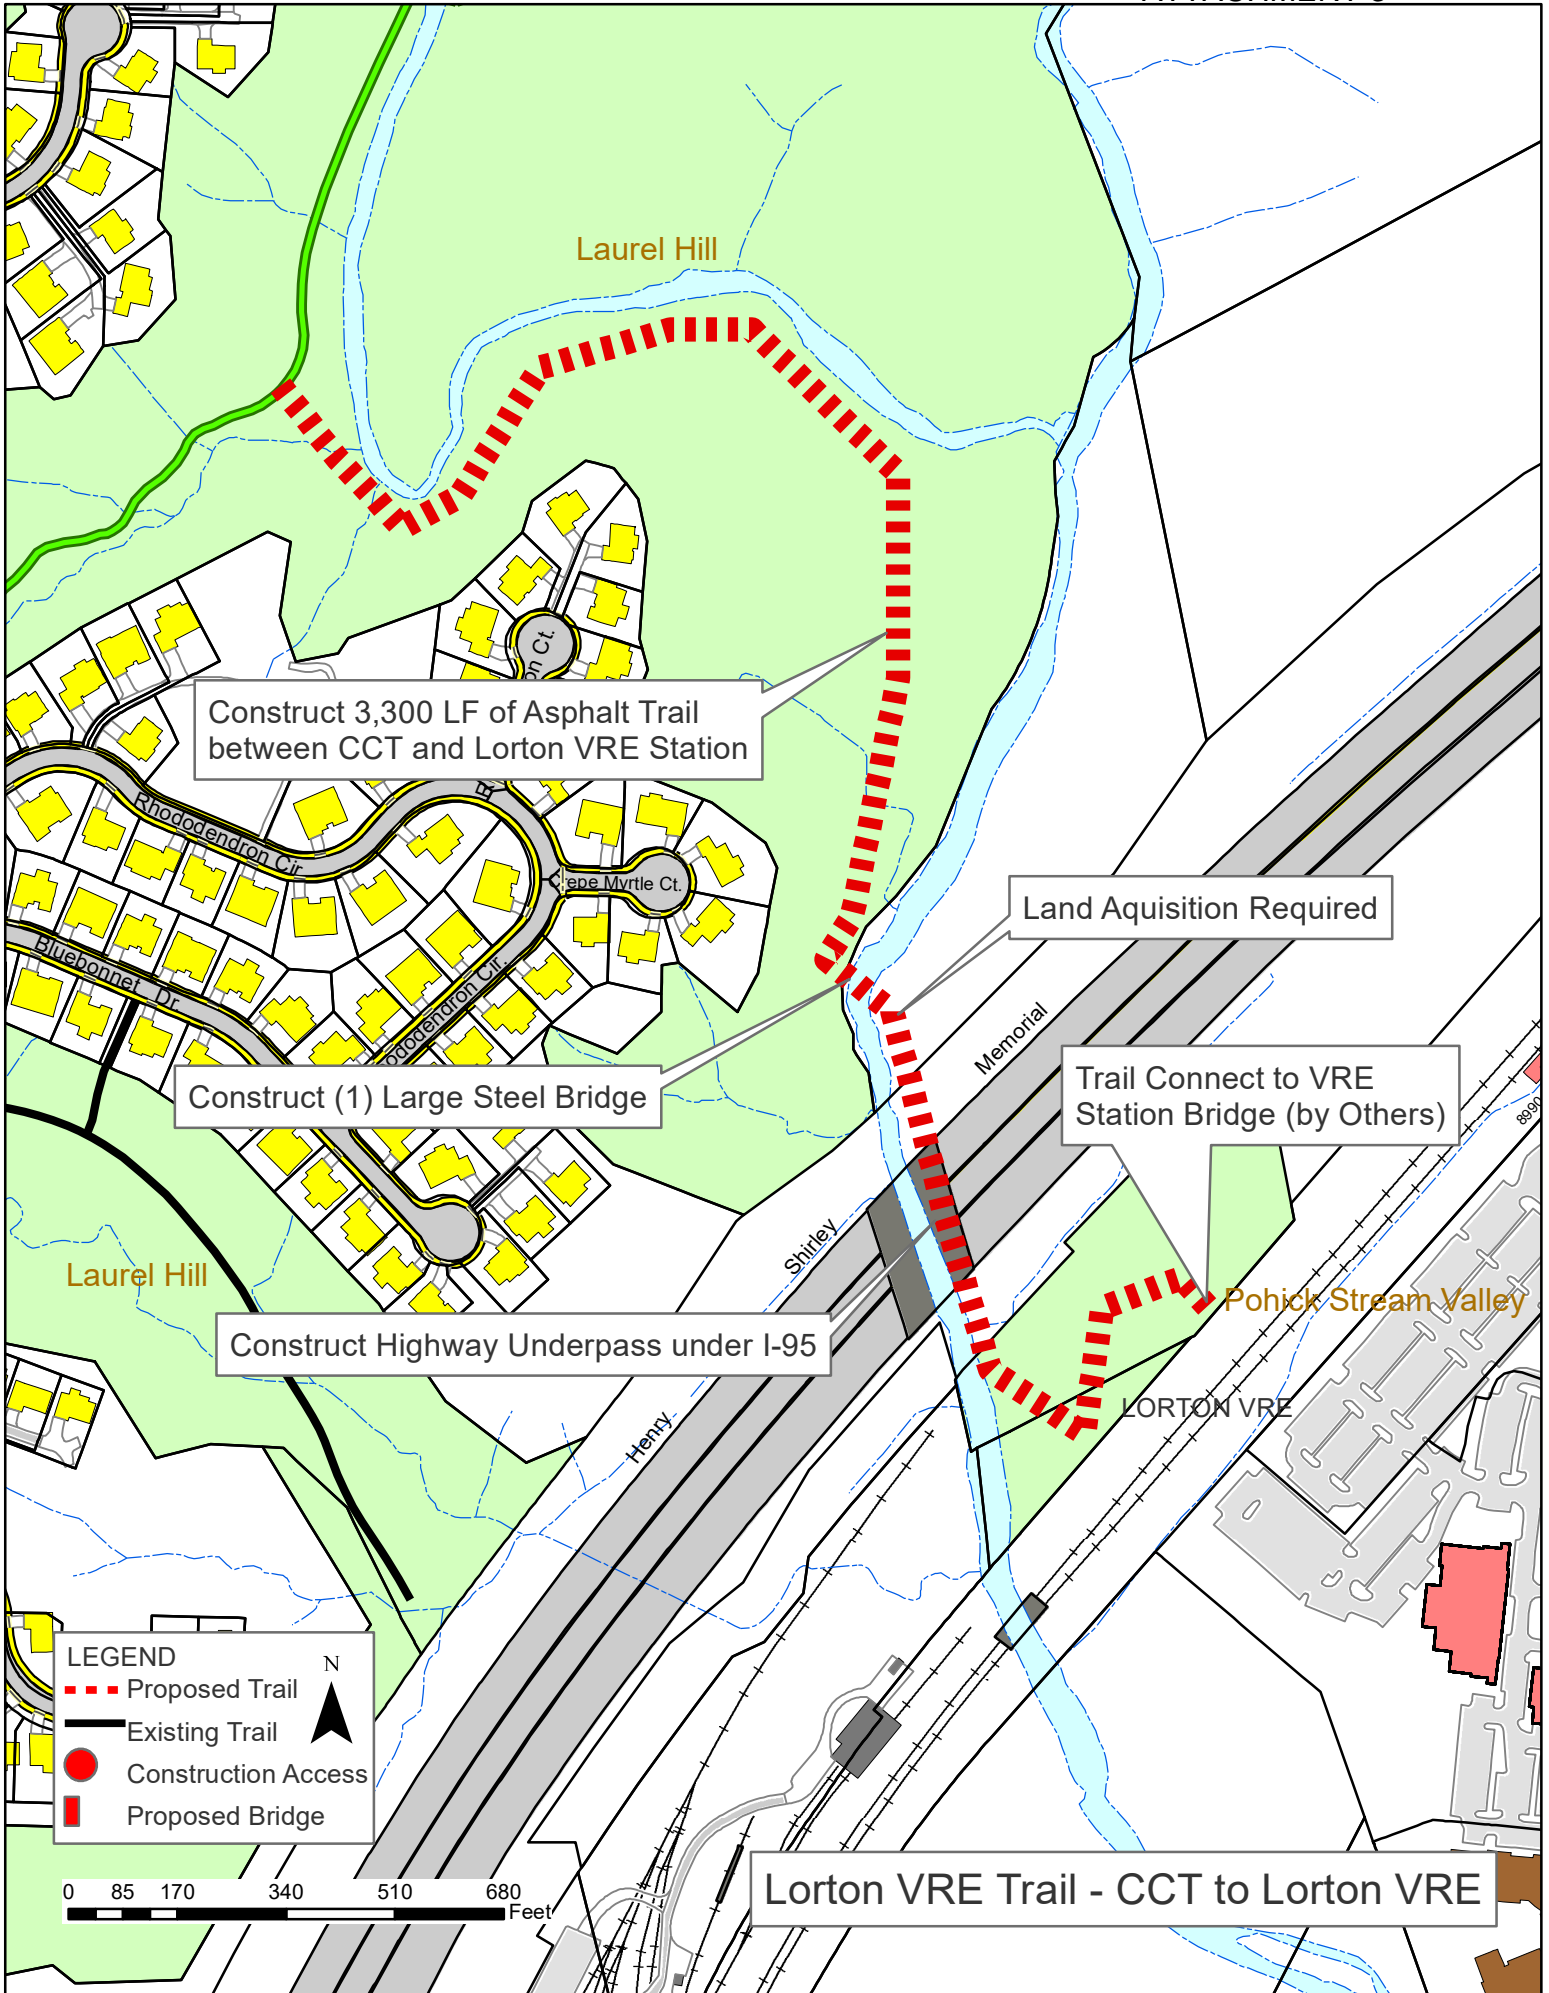 Laurel Hill
on Ct.
Construct 3,300 LF of Asphalt Trail
between CCT and Lorton VRE Station
R
Rhododendron Cir.
Crepe Myrtle Ct.
Land Aquisition Required
Bluebonnet Dr.
ododendron Cir.
Memorial
Trail Connect to VRE
Station Bridge (by Others)
8990
Construct (1) Large Steel Bridge
Shirley
Laurel Hill
Pohick Stream Valley
Construct Highway Underpass under I-95
LORTON VRE
Henry
LEGEND
N
Proposed Trail
Existing Trail
Construction Access
Proposed Bridge
0 85 170 340 510 680
Feet
Lorton VRE Trail - CCT to Lorton VRE